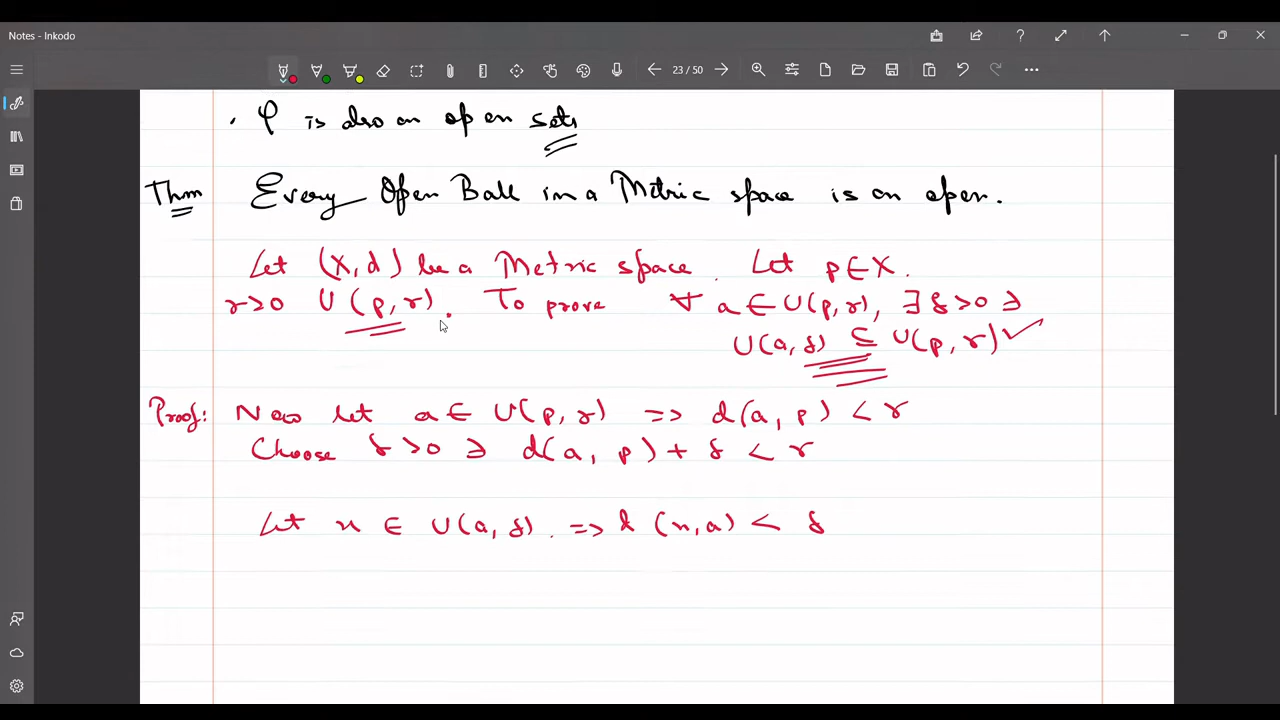 Notes - Inkodo
23 / 50
. φ is also an open sets
Thm Every Open Ball in a Metric space is an open.
Let (X, d) be a Metric space. Let p ∈ X.
r>0 U(p, r). To prove ∀ a ∈ U(p, r), ∃ δ>0 ∋
U(a, δ) ⊆ U(p, r) ✓
Proof: Now let a ∈ U(p, r) => d(a, p) < r
Choose δ>0 ∋ d(a, p) + δ < r
Let x ∈ U(a, δ). => d(x, a) < δ